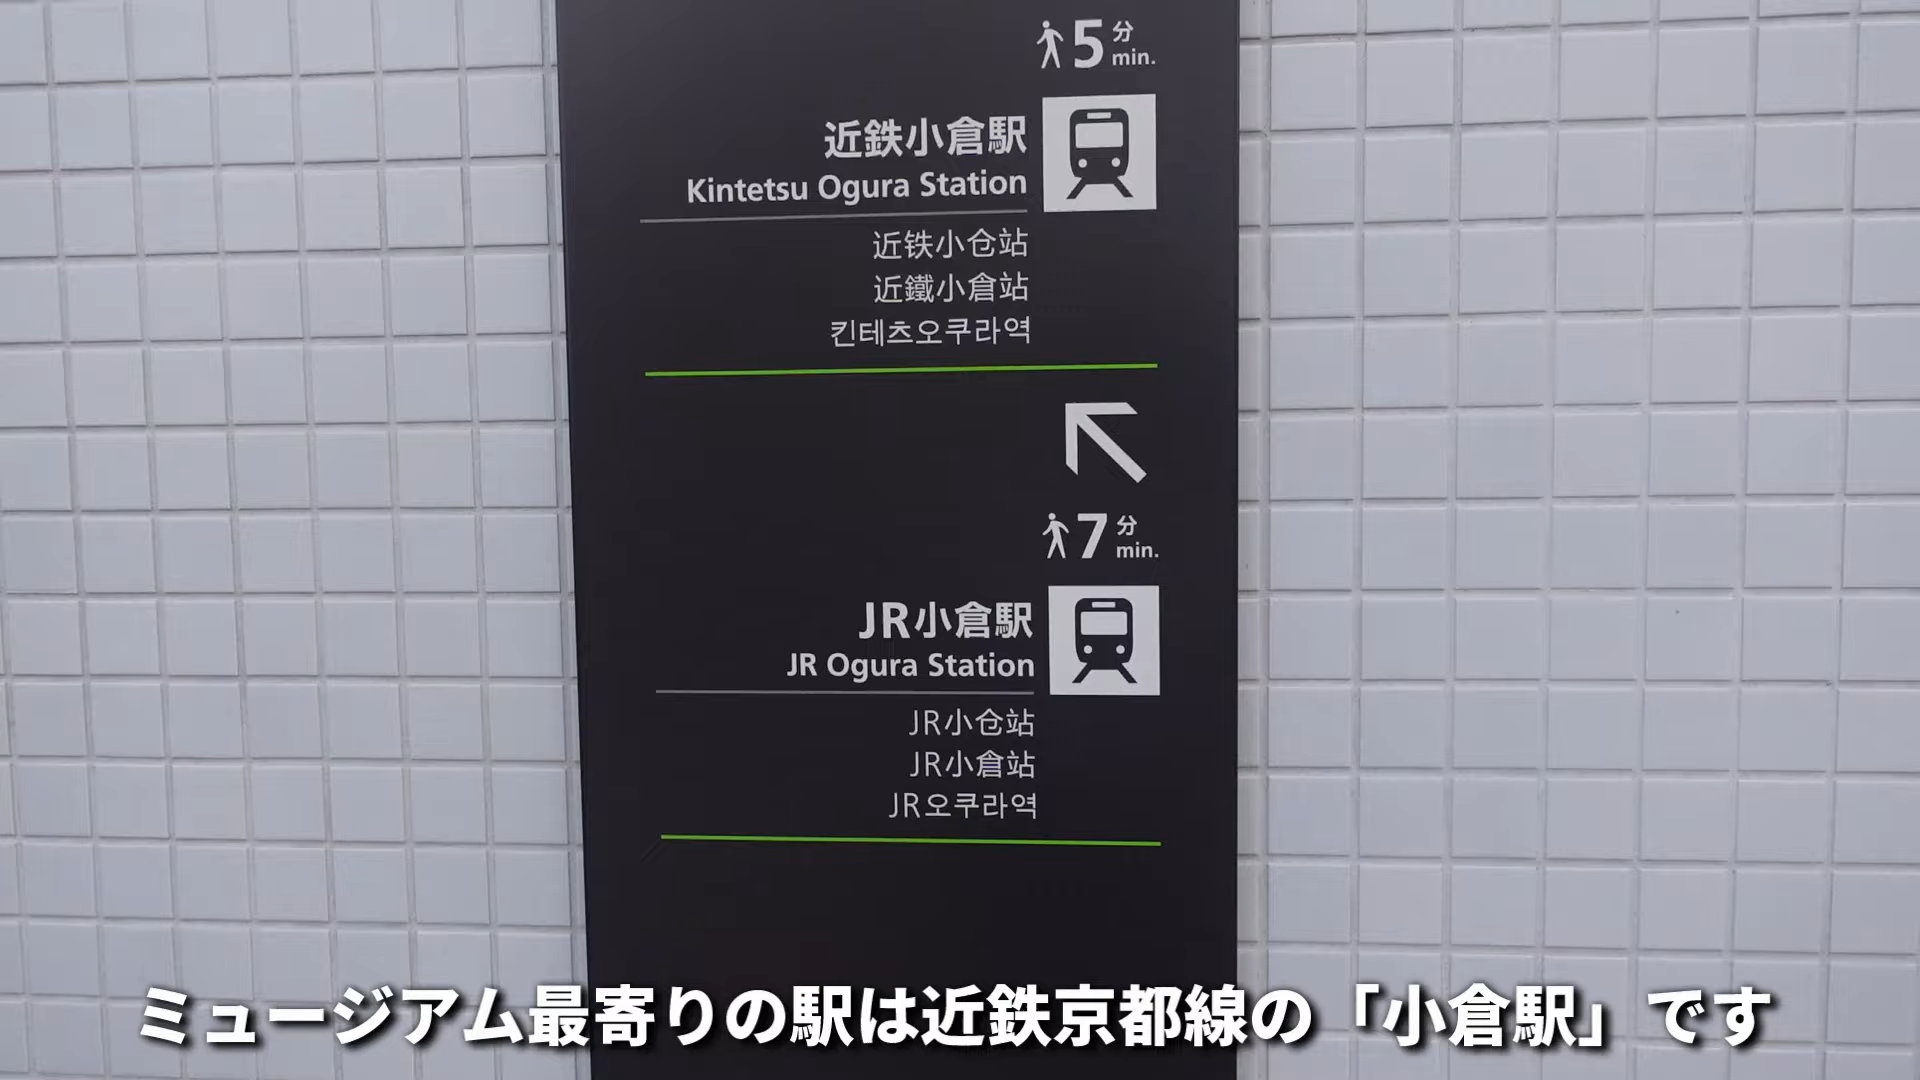 5分
min.
近鉄小倉駅
Kintetsu Ogura Station
近铁小仓站
近鐵小倉站
킨테츠오쿠라역
7分
min.
JR小倉駅
JR Ogura Station
JR小仓站
JR小倉站
JR오쿠라역
ミュージアム最寄りの駅は近鉄京都線の「小倉駅」です